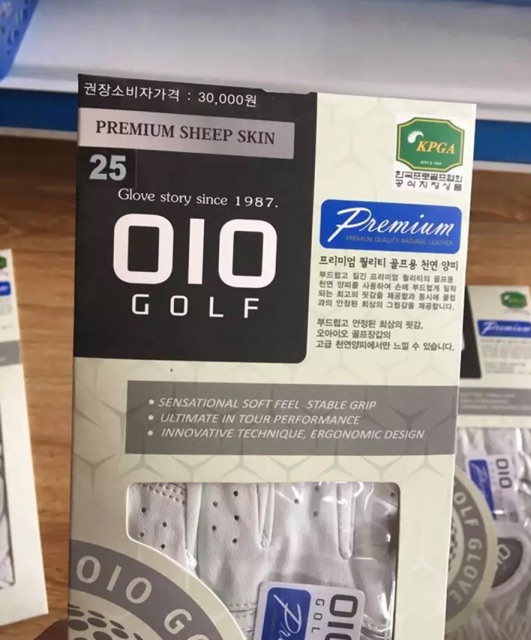 권장소비자가격 : 30,000원
PREMIUM SHEEP SKIN
25
Glove story since 1987.
OIO
GOLF
KPGA
한국프로골프협회
공식지정상품
Premium
PREMIUM QUALITY NATURAL LEATHER
프리미엄 퀄리티 골프용 천연 양피
부드럽고 질긴 프리미엄 퀄리티의 골프용
천연 양피를 사용하여 손에 부드럽게 밀착
되는 최고의 핏감을 제공함과 동시에 클럽
과의 안정된 최상의 그립감을 제공합니다.
부드럽고 안정된 최상의 핏감,
오아이오 골프장갑의
고급 천연양피에서만 느낄 수 있습니다.
• SENSATIONAL SOFT FEEL STABLE GRIP
• ULTIMATE IN TOUR PERFORMANCE
• INNOVATIVE TECHNIQUE, ERGONOMIC DESIGN
OIO GO
OIO
GOLF
Premium
Premium
OIO
OLF GLOVE